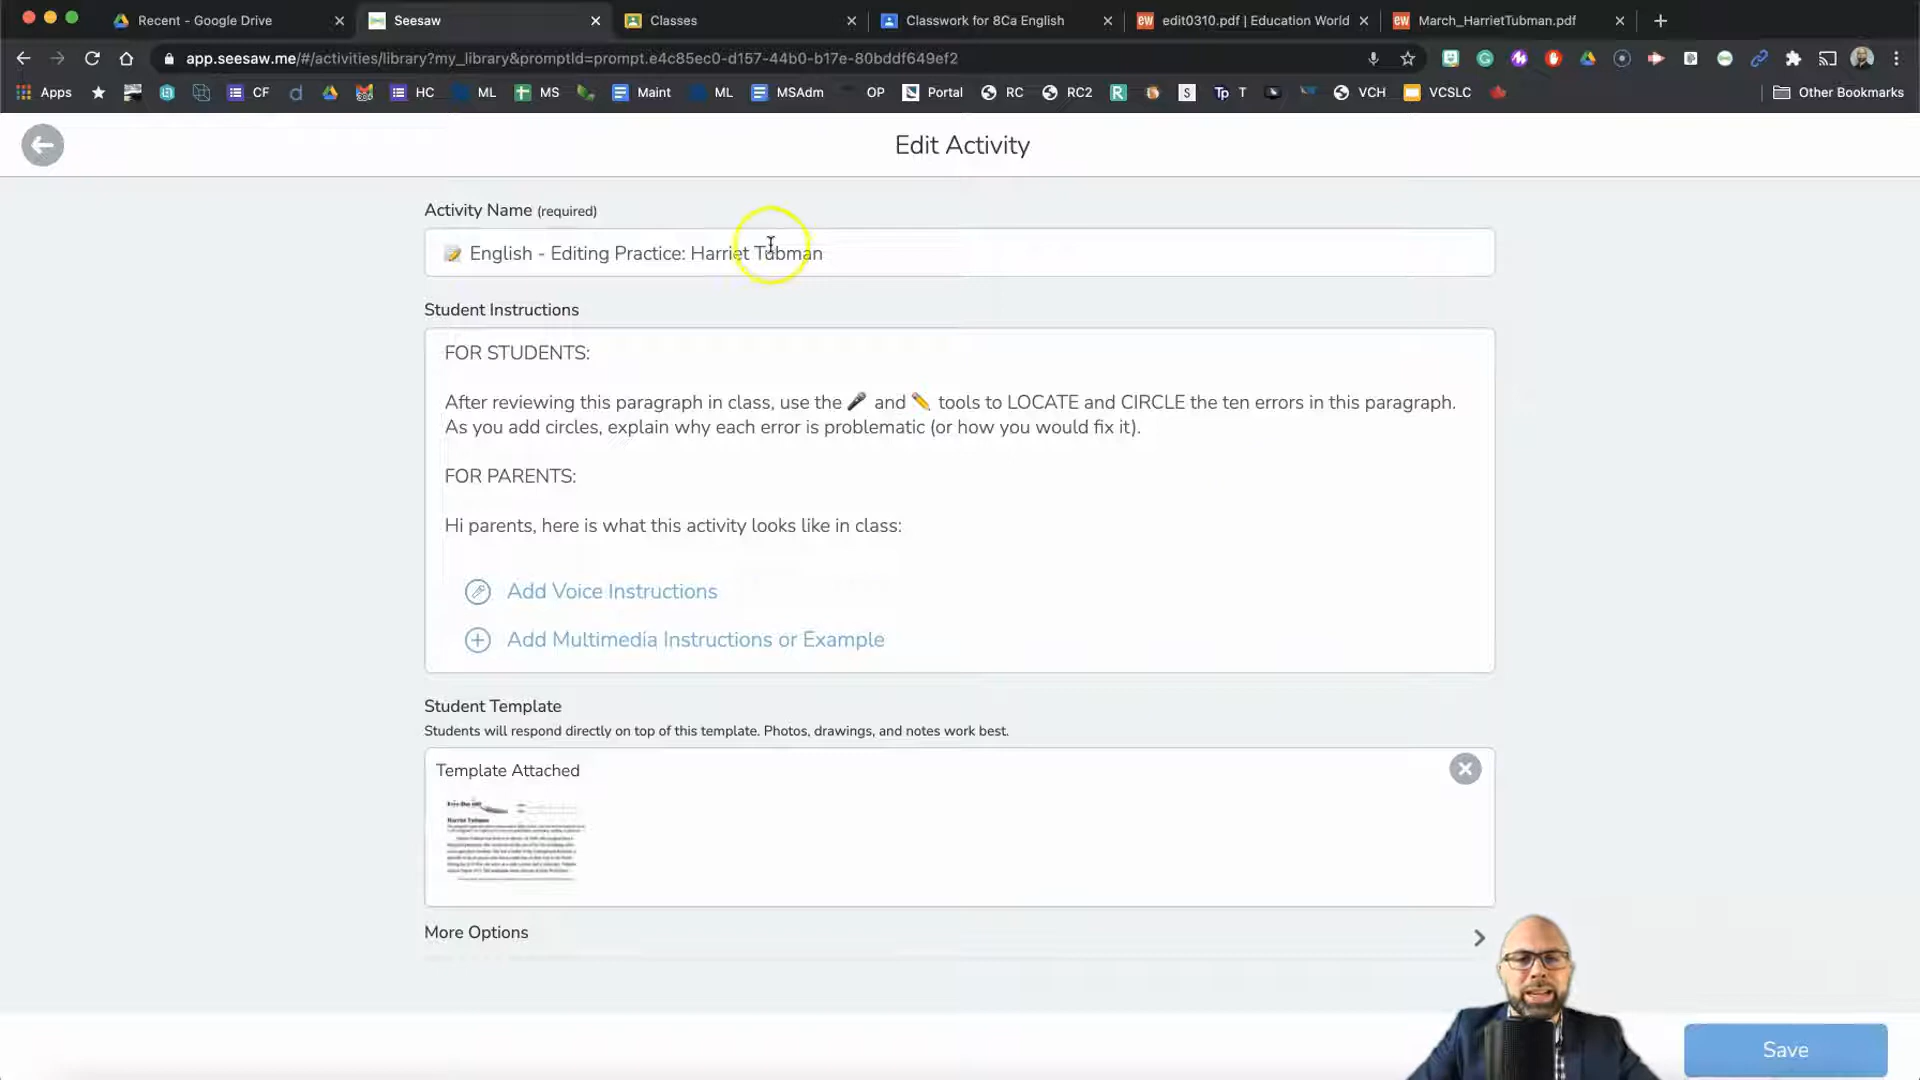 Recent - Google Drive
Seesaw
Classes
Classwork for 8Ca English
edit0310.pdf | Education World
March_HarrietTubman.pdf
app.seesaw.me/#/activities/library?my_library&promptId=prompt.e4c85ec0-d157-44b0-b17e-80bddf649ef2
Apps CF HC ML MS Maint ML MSAdm OP Portal RC RC2 T VCH VCSLC Other Bookmarks
Edit Activity
Activity Name (required)
📝 English - Editing Practice: Harriet Tubman
Student Instructions
FOR STUDENTS:
After reviewing this paragraph in class, use the 🎤 and ✏️ tools to LOCATE and CIRCLE the ten errors in this paragraph.
As you add circles, explain why each error is problematic (or how you would fix it).
FOR PARENTS:
Hi parents, here is what this activity looks like in class:
Add Voice Instructions
Add Multimedia Instructions or Example
Student Template
Students will respond directly on top of this template. Photos, drawings, and notes work best.
Template Attached
Harriet Tubman
More Options
Save